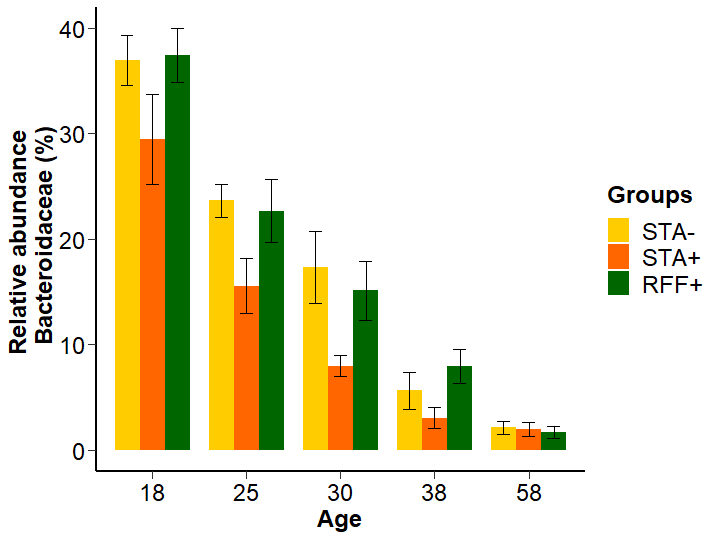 Relative abundance
Bacteroidaceae (%)
40
30
20
10
0
18 25 30 38 58
Age
Groups
STA-
STA+
RFF+